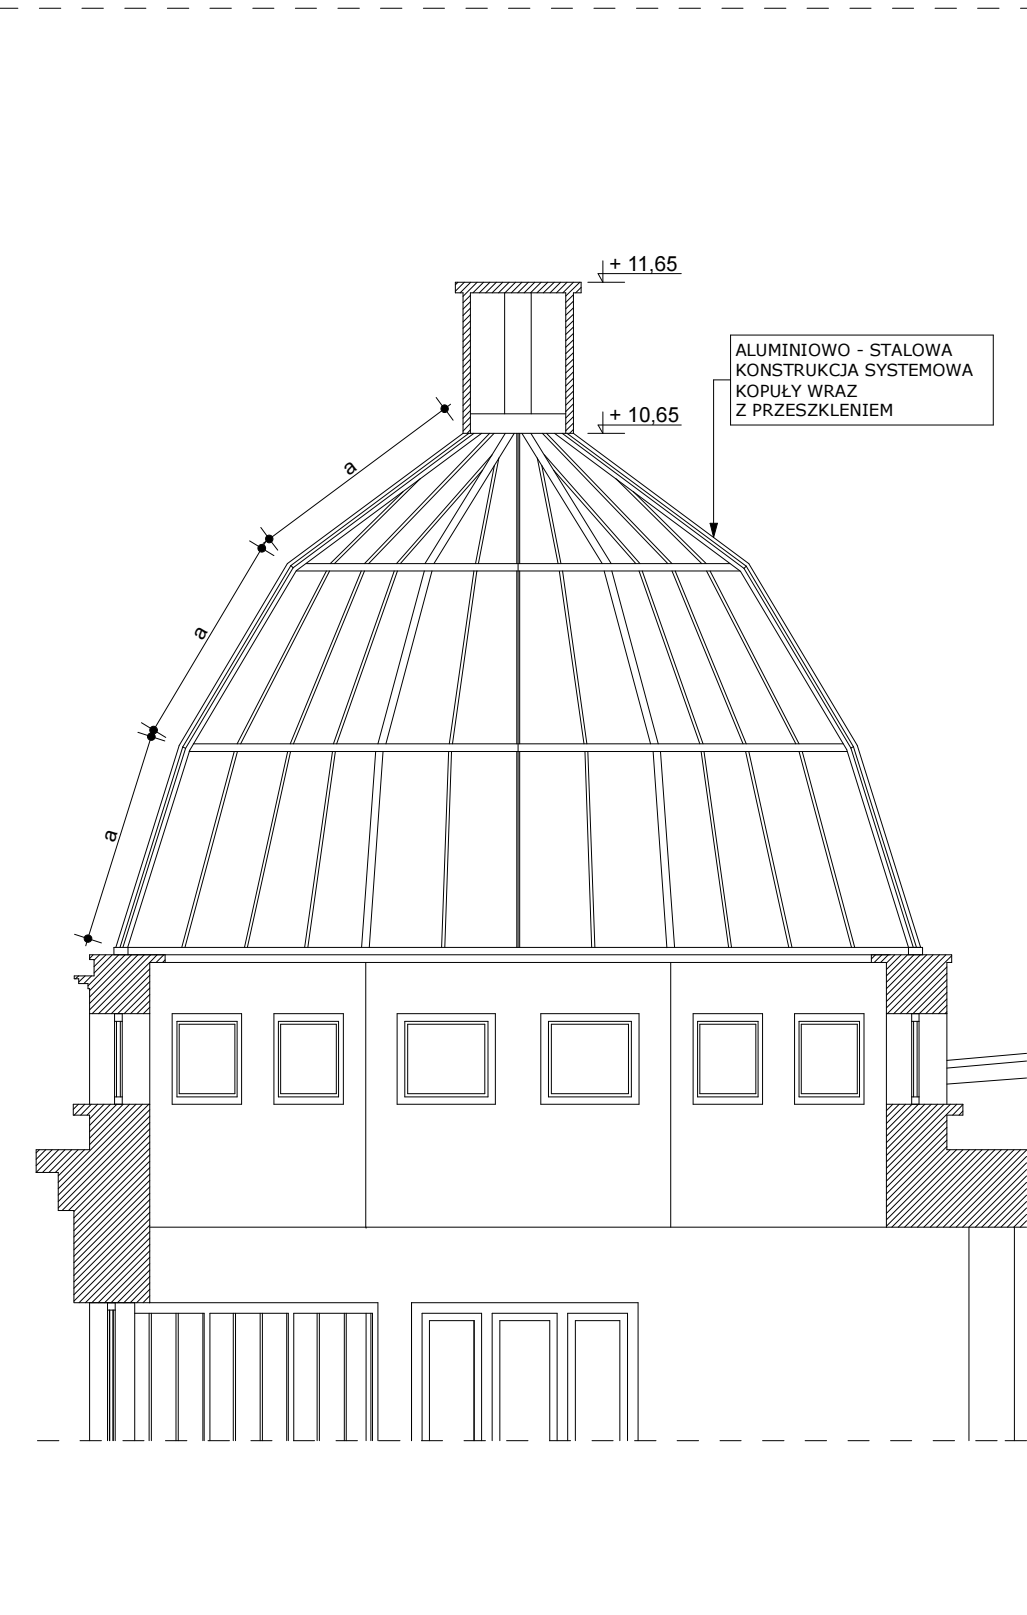 + 11,65
ALUMINIOWO - STALOWA
KONSTRUKCJA SYSTEMOWA
KOPUŁY WRAZ
Z PRZESZKLENIEM
+ 10,65
a
a
a